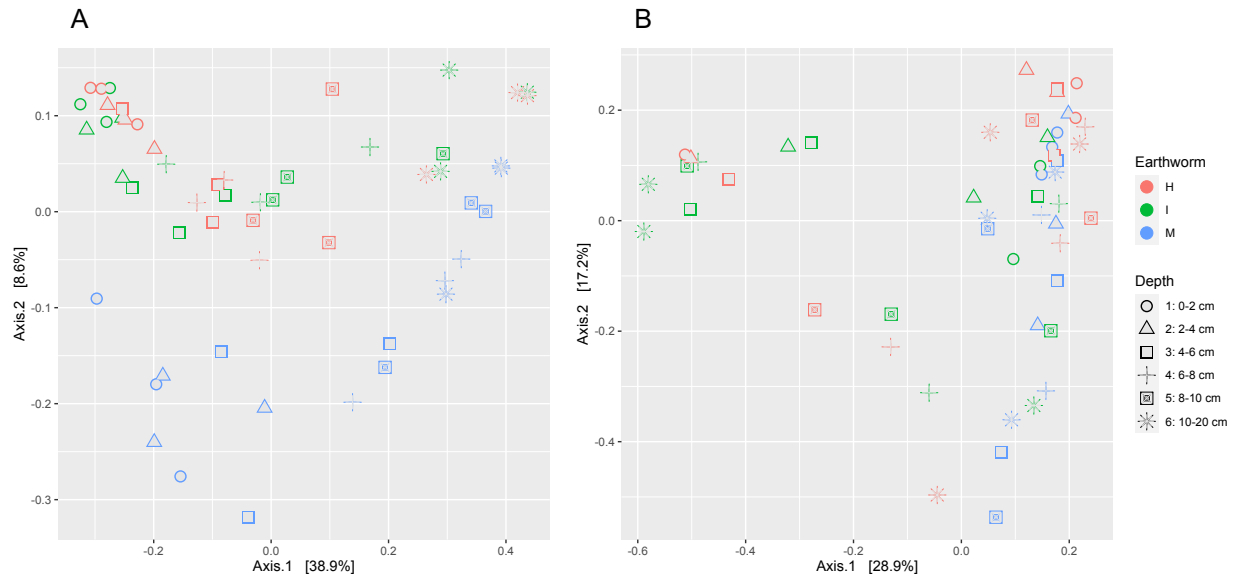 A
B
0.1
0.0
-0.1
-0.2
-0.3
Axis.2 [8.6%]
-0.2
0.0
0.2
0.4
Axis.1 [38.9%]
0.2
0.0
-0.2
-0.4
Axis.2 [17.2%]
-0.6
-0.4
-0.2
0.0
0.2
Axis.1 [28.9%]
Earthworm
H
I
M
Depth
1: 0-2 cm
2: 2-4 cm
3: 4-6 cm
4: 6-8 cm
5: 8-10 cm
6: 10-20 cm